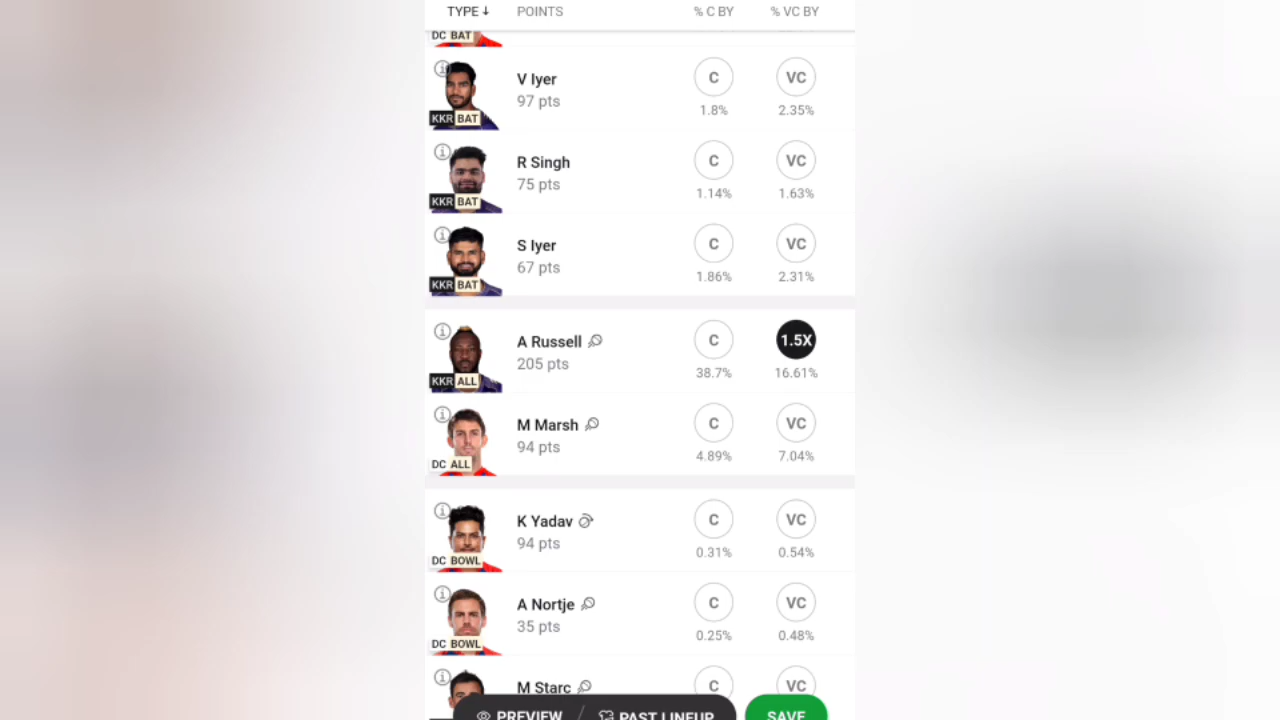 TYPE↓ POINTS % C BY % VC BY
DC BAT
V Iyer
97 pts
C VC
1.8% 2.35%
KKR BAT
R Singh
75 pts
C VC
1.14% 1.63%
KKR BAT
S Iyer
67 pts
C VC
1.86% 2.31%
KKR BAT
A Russell
205 pts
C 1.5X
38.7% 16.61%
KKR ALL
M Marsh
94 pts
C VC
4.89% 7.04%
DC ALL
K Yadav
94 pts
C VC
0.31% 0.54%
DC BOWL
A Nortje
35 pts
C VC
0.25% 0.48%
DC BOWL
M Starc
C VC
PREVIEW / PAST LINEUP SAVE